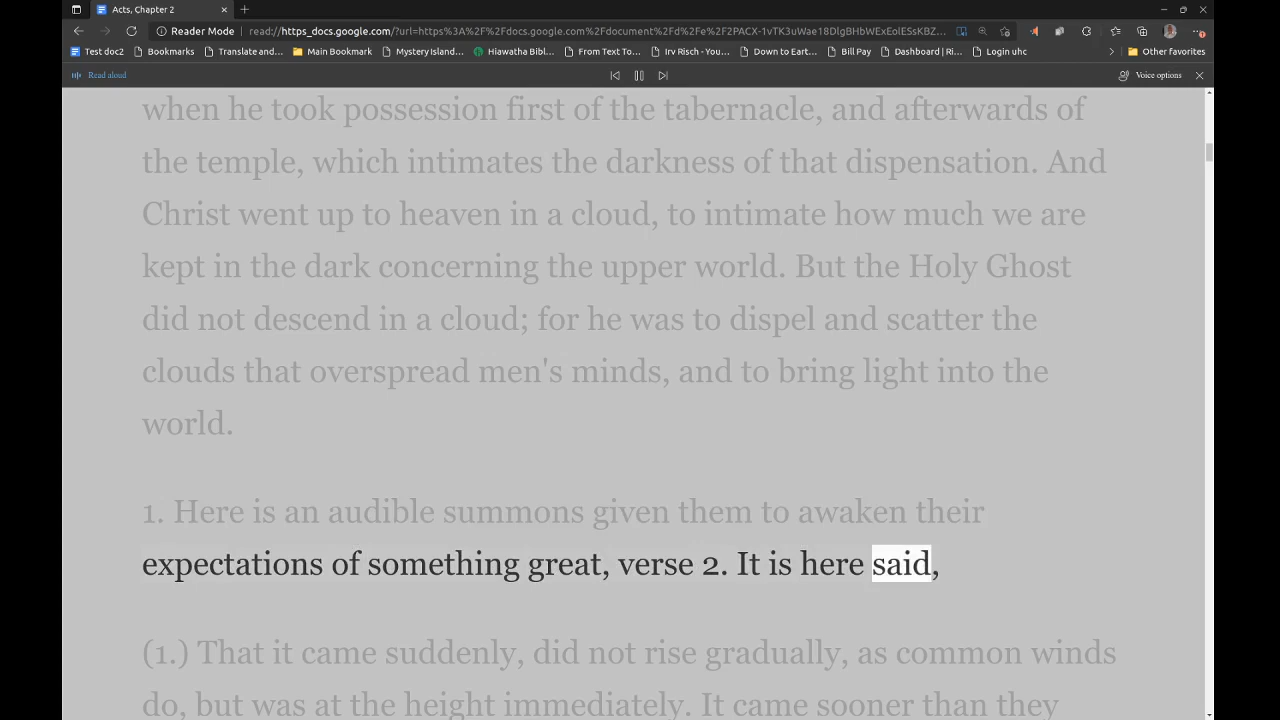 Acts, Chapter 2
Reader Mode
read://https_docs.google.com/?url=https%3A%2F%2Fdocs.google.com%2Fdocument%2Fd%2Fe%2F2PACX-1vTK3uWae18DlgBHbWExEolESsKBZ...
Test doc2
Bookmarks
Translate and...
Main Bookmark
Mystery Island...
Hiawatha Bibl...
From Text To...
Irv Risch - You...
Down to Eart...
Bill Pay
Dashboard | Ri...
Login uhc
Other favorites
Read aloud
Voice options
when he took possession first of the tabernacle, and afterwards of
the temple, which intimates the darkness of that dispensation. And
Christ went up to heaven in a cloud, to intimate how much we are
kept in the dark concerning the upper world. But the Holy Ghost
did not descend in a cloud; for he was to dispel and scatter the
clouds that overspread men's minds, and to bring light into the
world.
1. Here is an audible summons given them to awaken their
expectations of something great, verse 2. It is here said,
(1.) That it came suddenly, did not rise gradually, as common winds
do, but was at the height immediately. It came sooner than they